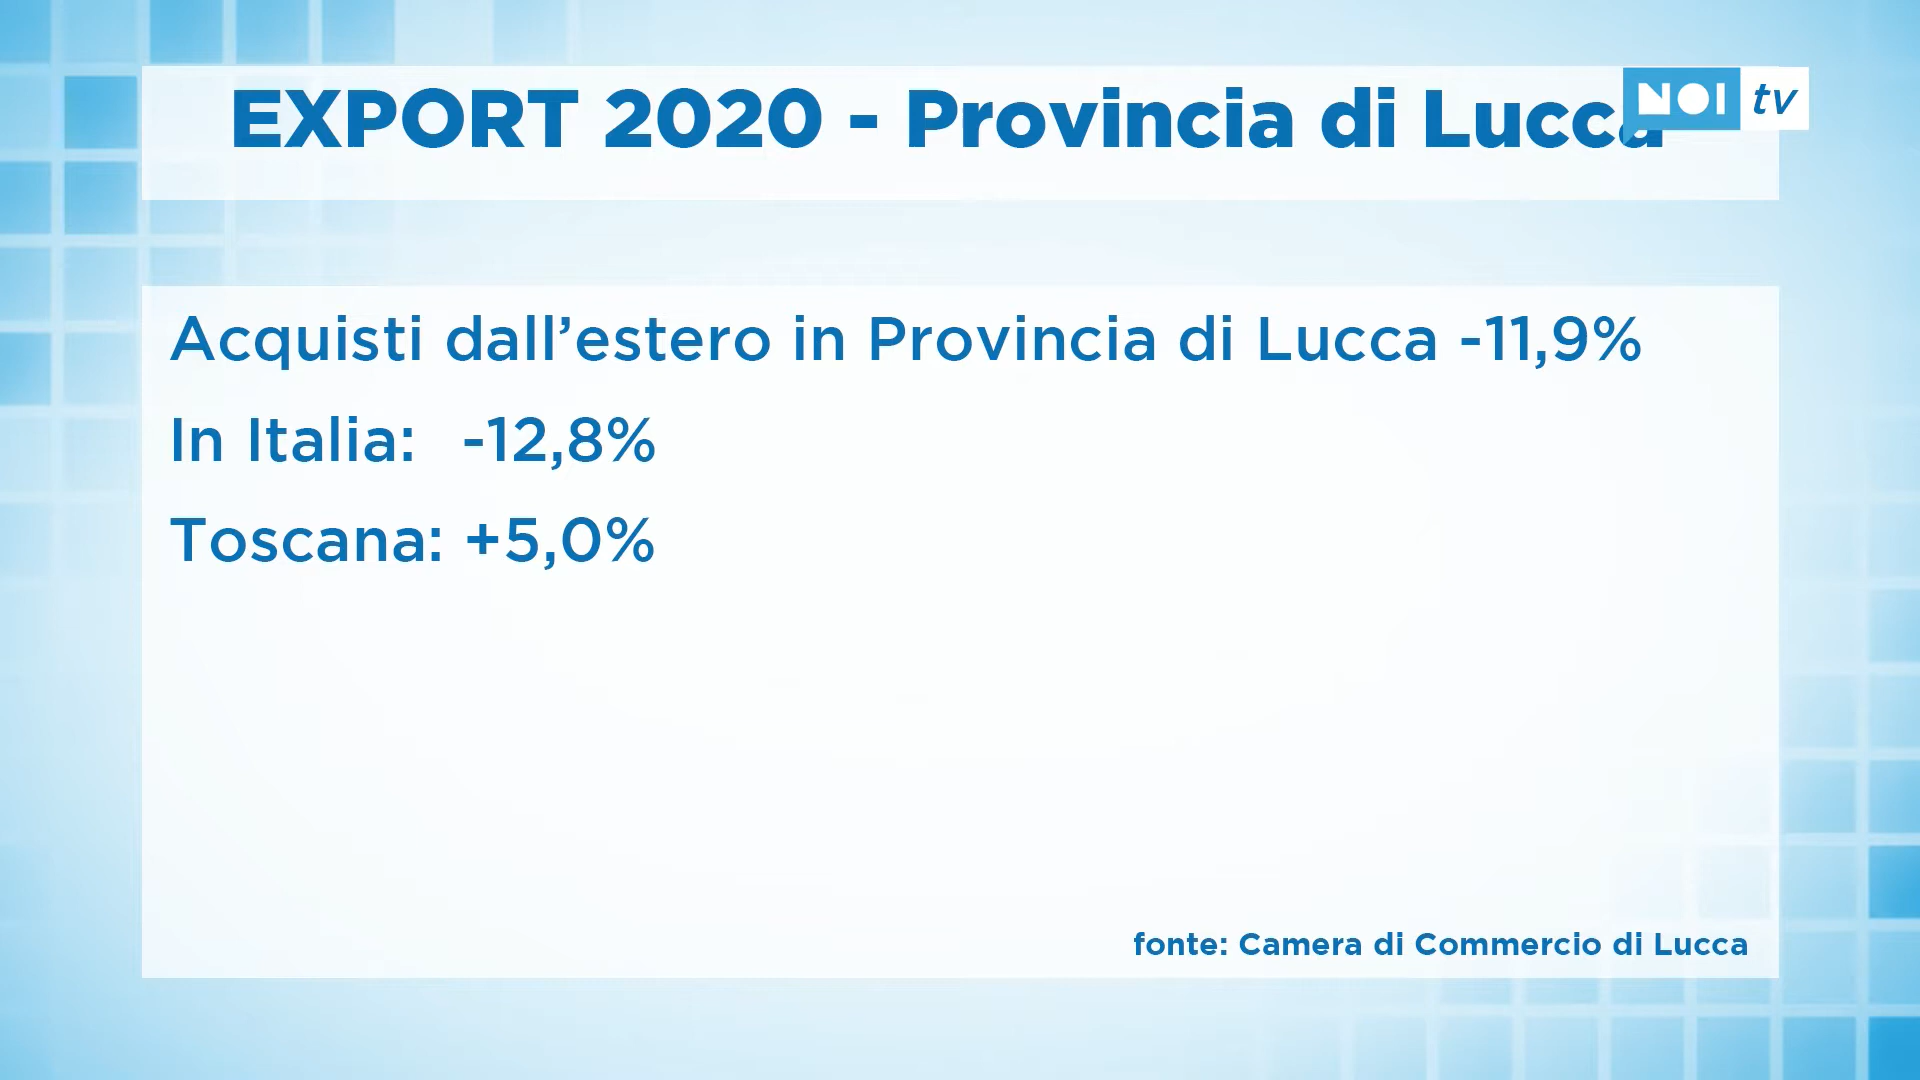 EXPORT 2020 - Provincia di Lucca
NOI tv
Acquisti dall’estero in Provincia di Lucca -11,9%
In Italia: -12,8%
Toscana: +5,0%
fonte: Camera di Commercio di Lucca